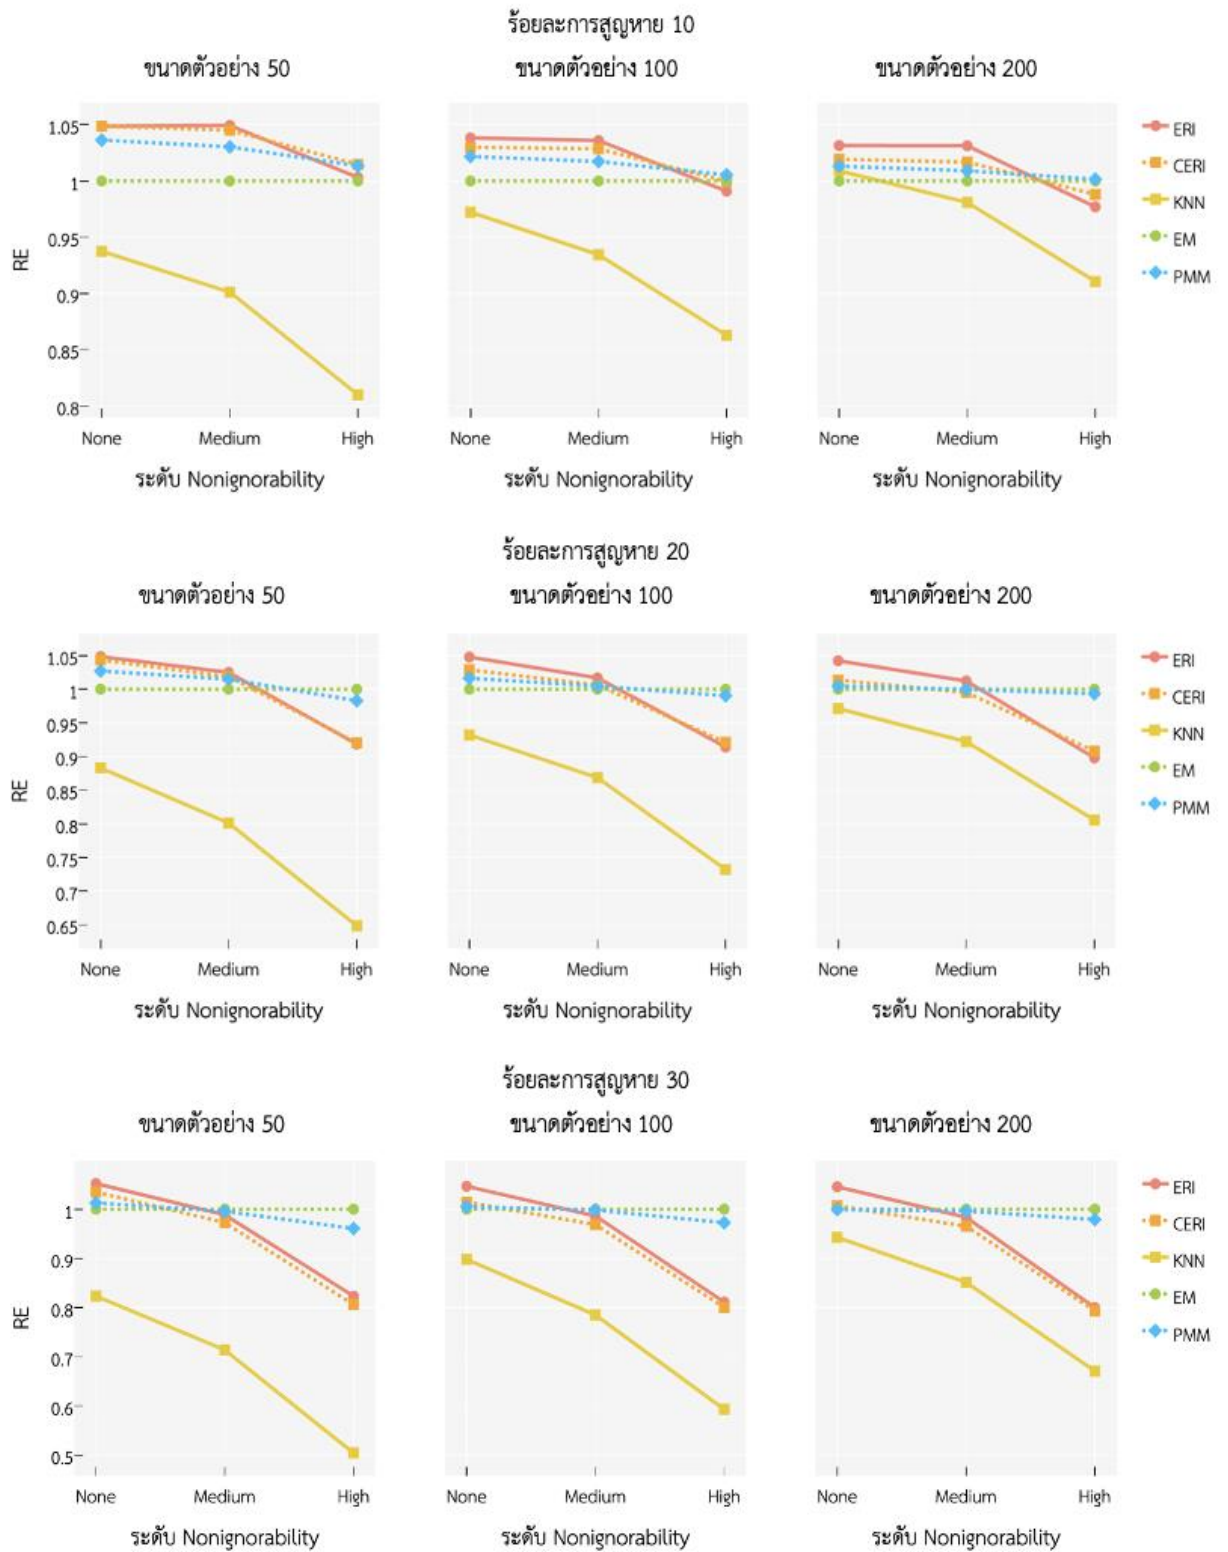 ร้อยละการสูญหาย 10
ขนาดตัวอย่าง 50
ขนาดตัวอย่าง 100
ขนาดตัวอย่าง 200
1.05
1
0.95
0.9
0.85
0.8
RE
None Medium High
None Medium High
None Medium High
ระดับ Nonignorability
ระดับ Nonignorability
ระดับ Nonignorability
ERI
CERI
KNN
EM
PMM
ร้อยละการสูญหาย 20
ขนาดตัวอย่าง 50
ขนาดตัวอย่าง 100
ขนาดตัวอย่าง 200
1.05
1
0.95
0.9
0.85
0.8
0.75
0.7
0.65
RE
None Medium High
None Medium High
None Medium High
ระดับ Nonignorability
ระดับ Nonignorability
ระดับ Nonignorability
ERI
CERI
KNN
EM
PMM
ร้อยละการสูญหาย 30
ขนาดตัวอย่าง 50
ขนาดตัวอย่าง 100
ขนาดตัวอย่าง 200
1
0.9
0.8
0.7
0.6
0.5
RE
None Medium High
None Medium High
None Medium High
ระดับ Nonignorability
ระดับ Nonignorability
ระดับ Nonignorability
ERI
CERI
KNN
EM
PMM